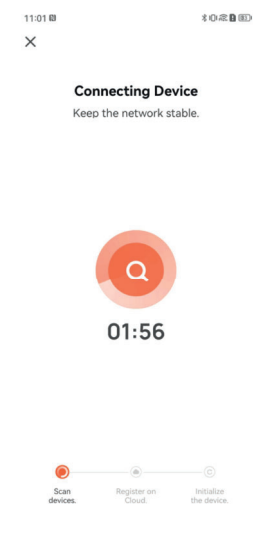 11:01
Connecting Device
Keep the network stable.
01:56
Scan
devices.
Register on
Cloud.
Initialize
the device.